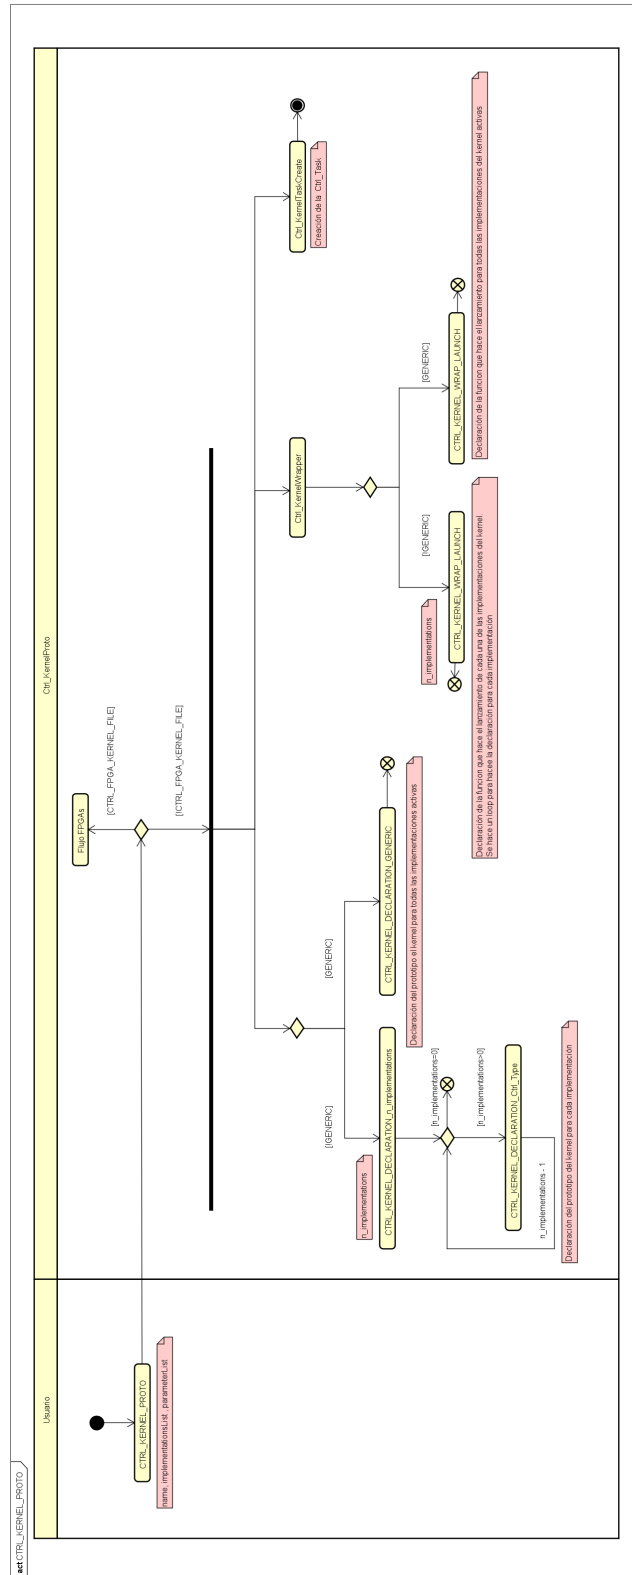 act CTRL_KERNEL_PROTO
Usuario
CTRL_KERNEL_PROTO
name, implementationsList , parameterList
Ctrl_KernelProto
Flujo FPGAs
[CTRL_FPGA_KERNEL_FILE]
[!CTRL_FPGA_KERNEL_FILE]
[!GENERIC]
[GENERIC]
n_implementations
CTRL_KERNEL_DECLARATION_n_implementations
CTRL_KERNEL_DECLARATION_GENERIC
Declaración del prototipo el kernel para todas las implementaciones activas
[n_implementations=0]
[n_implementations>0]
CTRL_KERNEL_DECLARATION_Ctrl_Type
n_implementations - 1
Declaración del prototipo del kernel para cada implementación
Ctrl_KernelWrapper
[!GENERIC]
[GENERIC]
n_implementations
CTRL_KERNEL_WRAP_LAUNCH
CTRL_KERNEL_WRAP_LAUNCH
Declaración de la funcion que hace el lanzamiento de cada una de las implementaciones del kernel.
Se hace un loop para hacee la declaración para cada implementación
Declaración de la funcion que hace el lanzamiento para todas las implementaciones del kernel activas
Ctrl_KernelTaskCreate
Creación de la Ctrl_Task